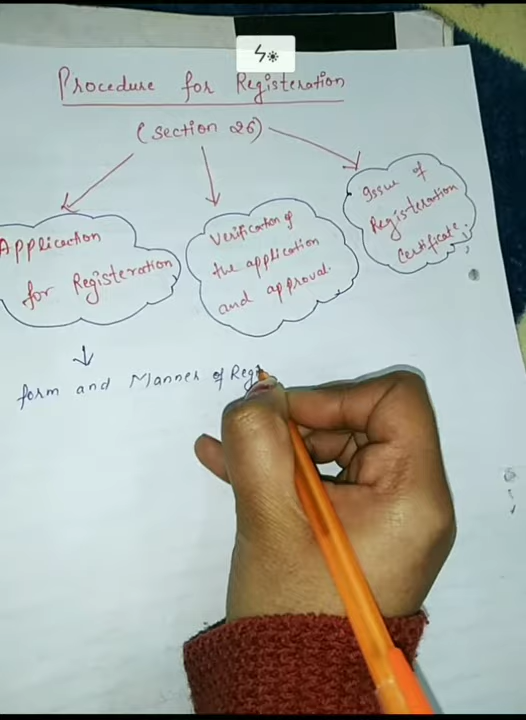 Procedure for Registeration
(Section 26)
Application
for Registeration
Verification of
the application
and approval.
Issue of
Registeration
Certificate.
form and Manner of Regi